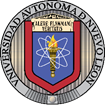 ALERE FLAMMAM
VERITATIS
UNIVERSIDAD AUTONOMA DE NUEVO LEON